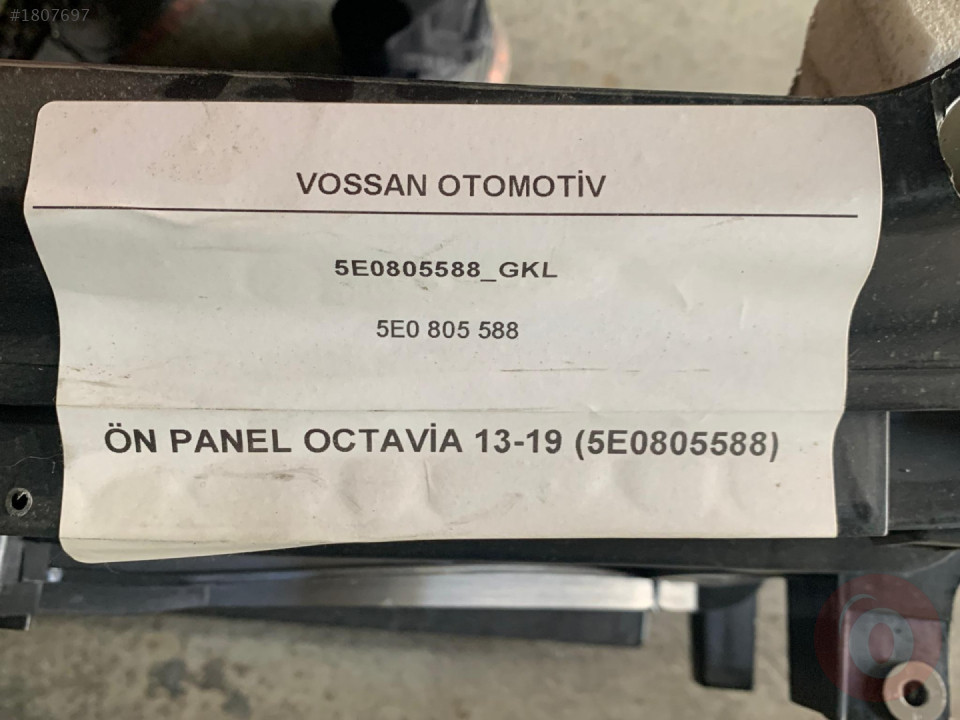 #1807697
VOSSAN OTOMOTİV
5E0805588_GKL
5E0 805 588
ÖN PANEL OCTAVİA 13-19 (5E0805588)